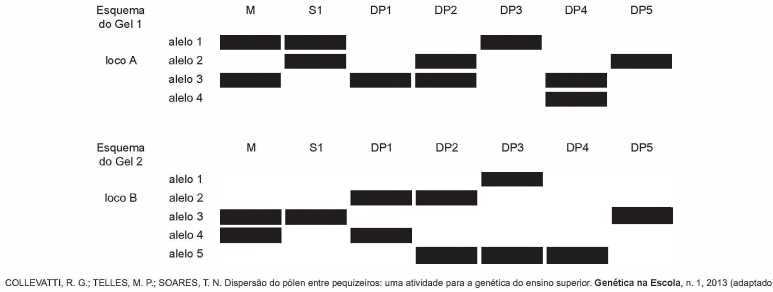 Esquema do Gel 1 M S1 DP1 DP2 DP3 DP4 DP5
alelo 1
loco A alelo 2
alelo 3
alelo 4
Esquema do Gel 2 M S1 DP1 DP2 DP3 DP4 DP5
alelo 1
loco B alelo 2
alelo 3
alelo 4
alelo 5
COLLEVATTI, R. G.; TELLES, M. P.; SOARES, T. N. Dispersão do pólen entre pequizeiros: uma atividade para a genética do ensino superior. Genética na Escola, n. 1, 2013 (adaptado